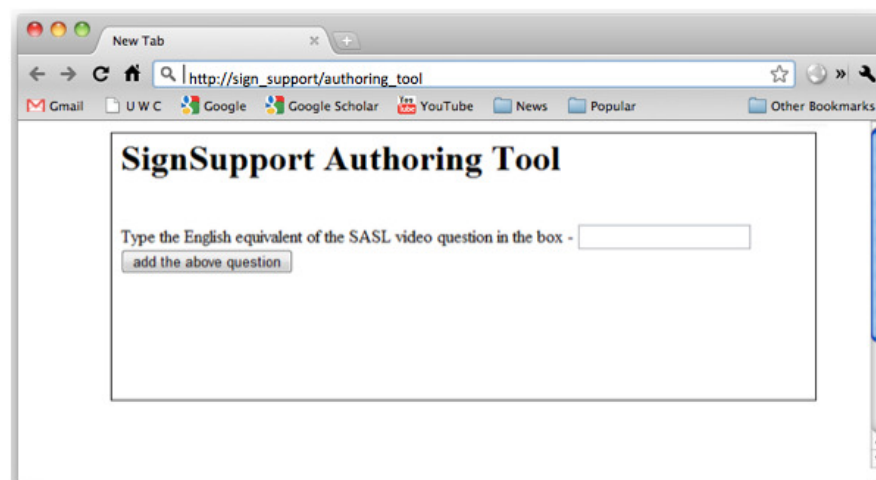 New Tab
http://sign_support/authoring_tool
Gmail UWC Google Google Scholar YouTube News Popular Other Bookmarks
SignSupport Authoring Tool
Type the English equivalent of the SASL video question in the box -
add the above question